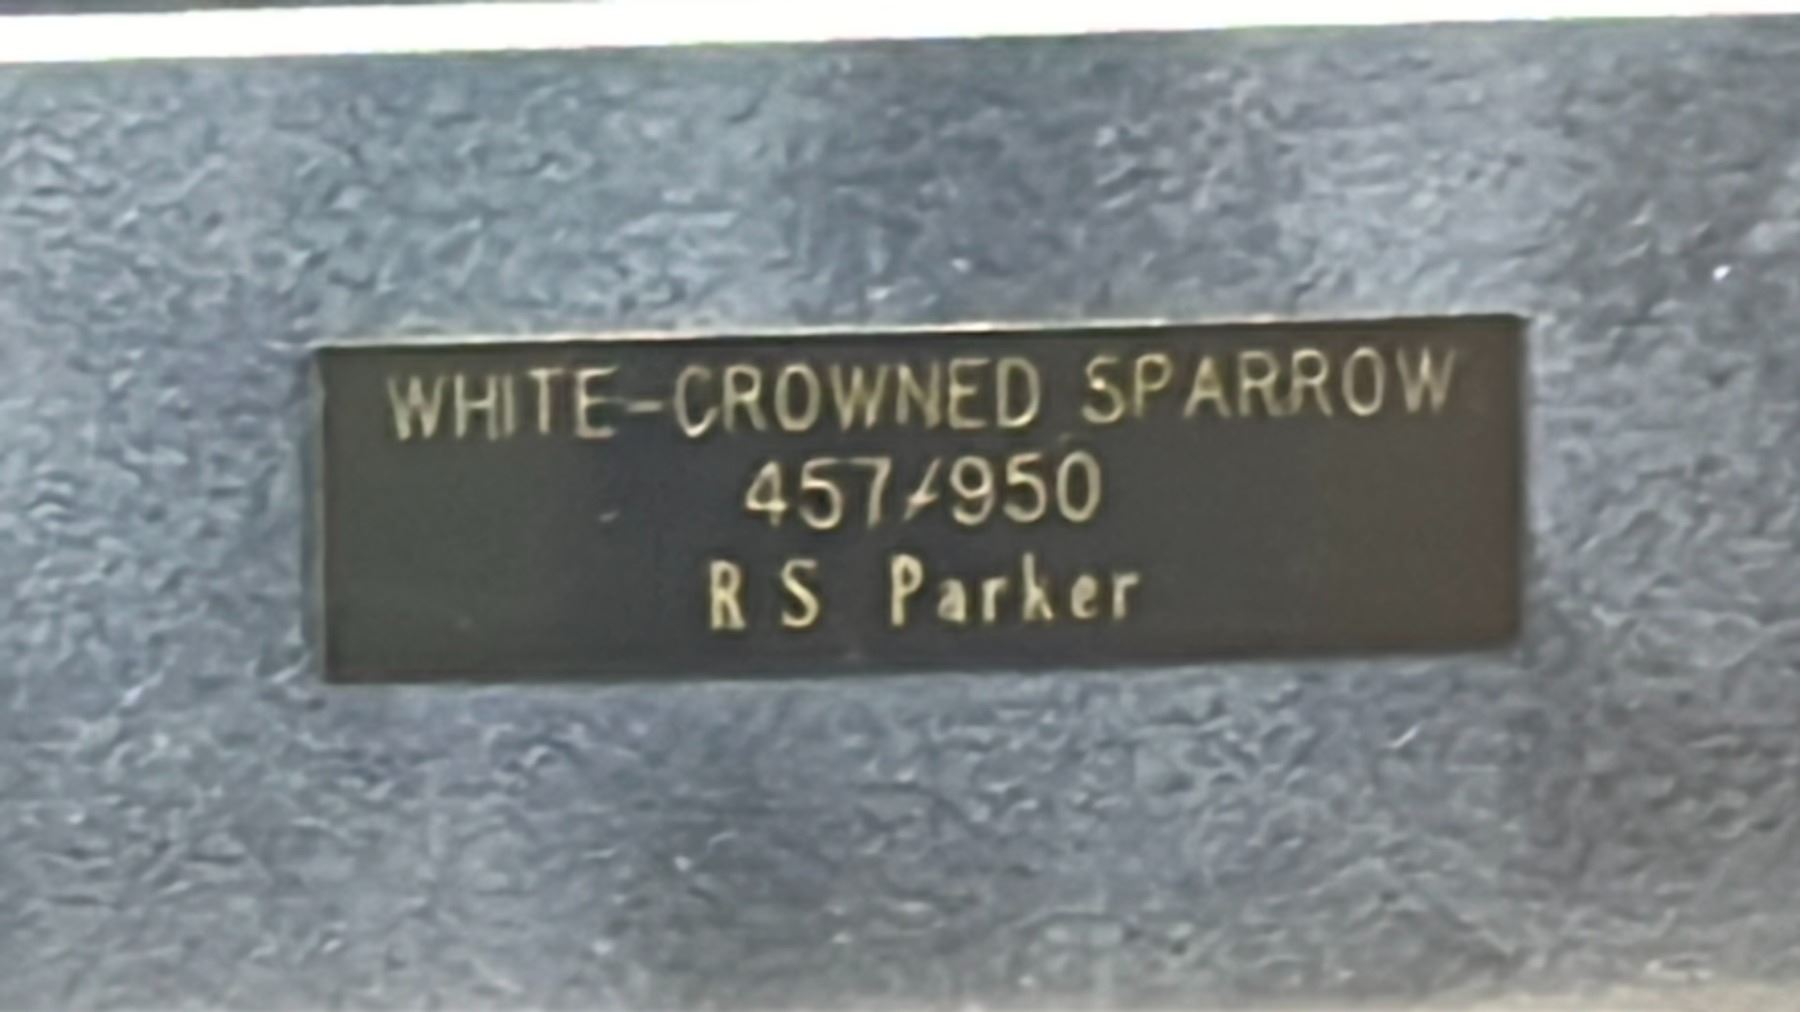 WHITE-CROWNED SPARROW
457/950
R S Parker